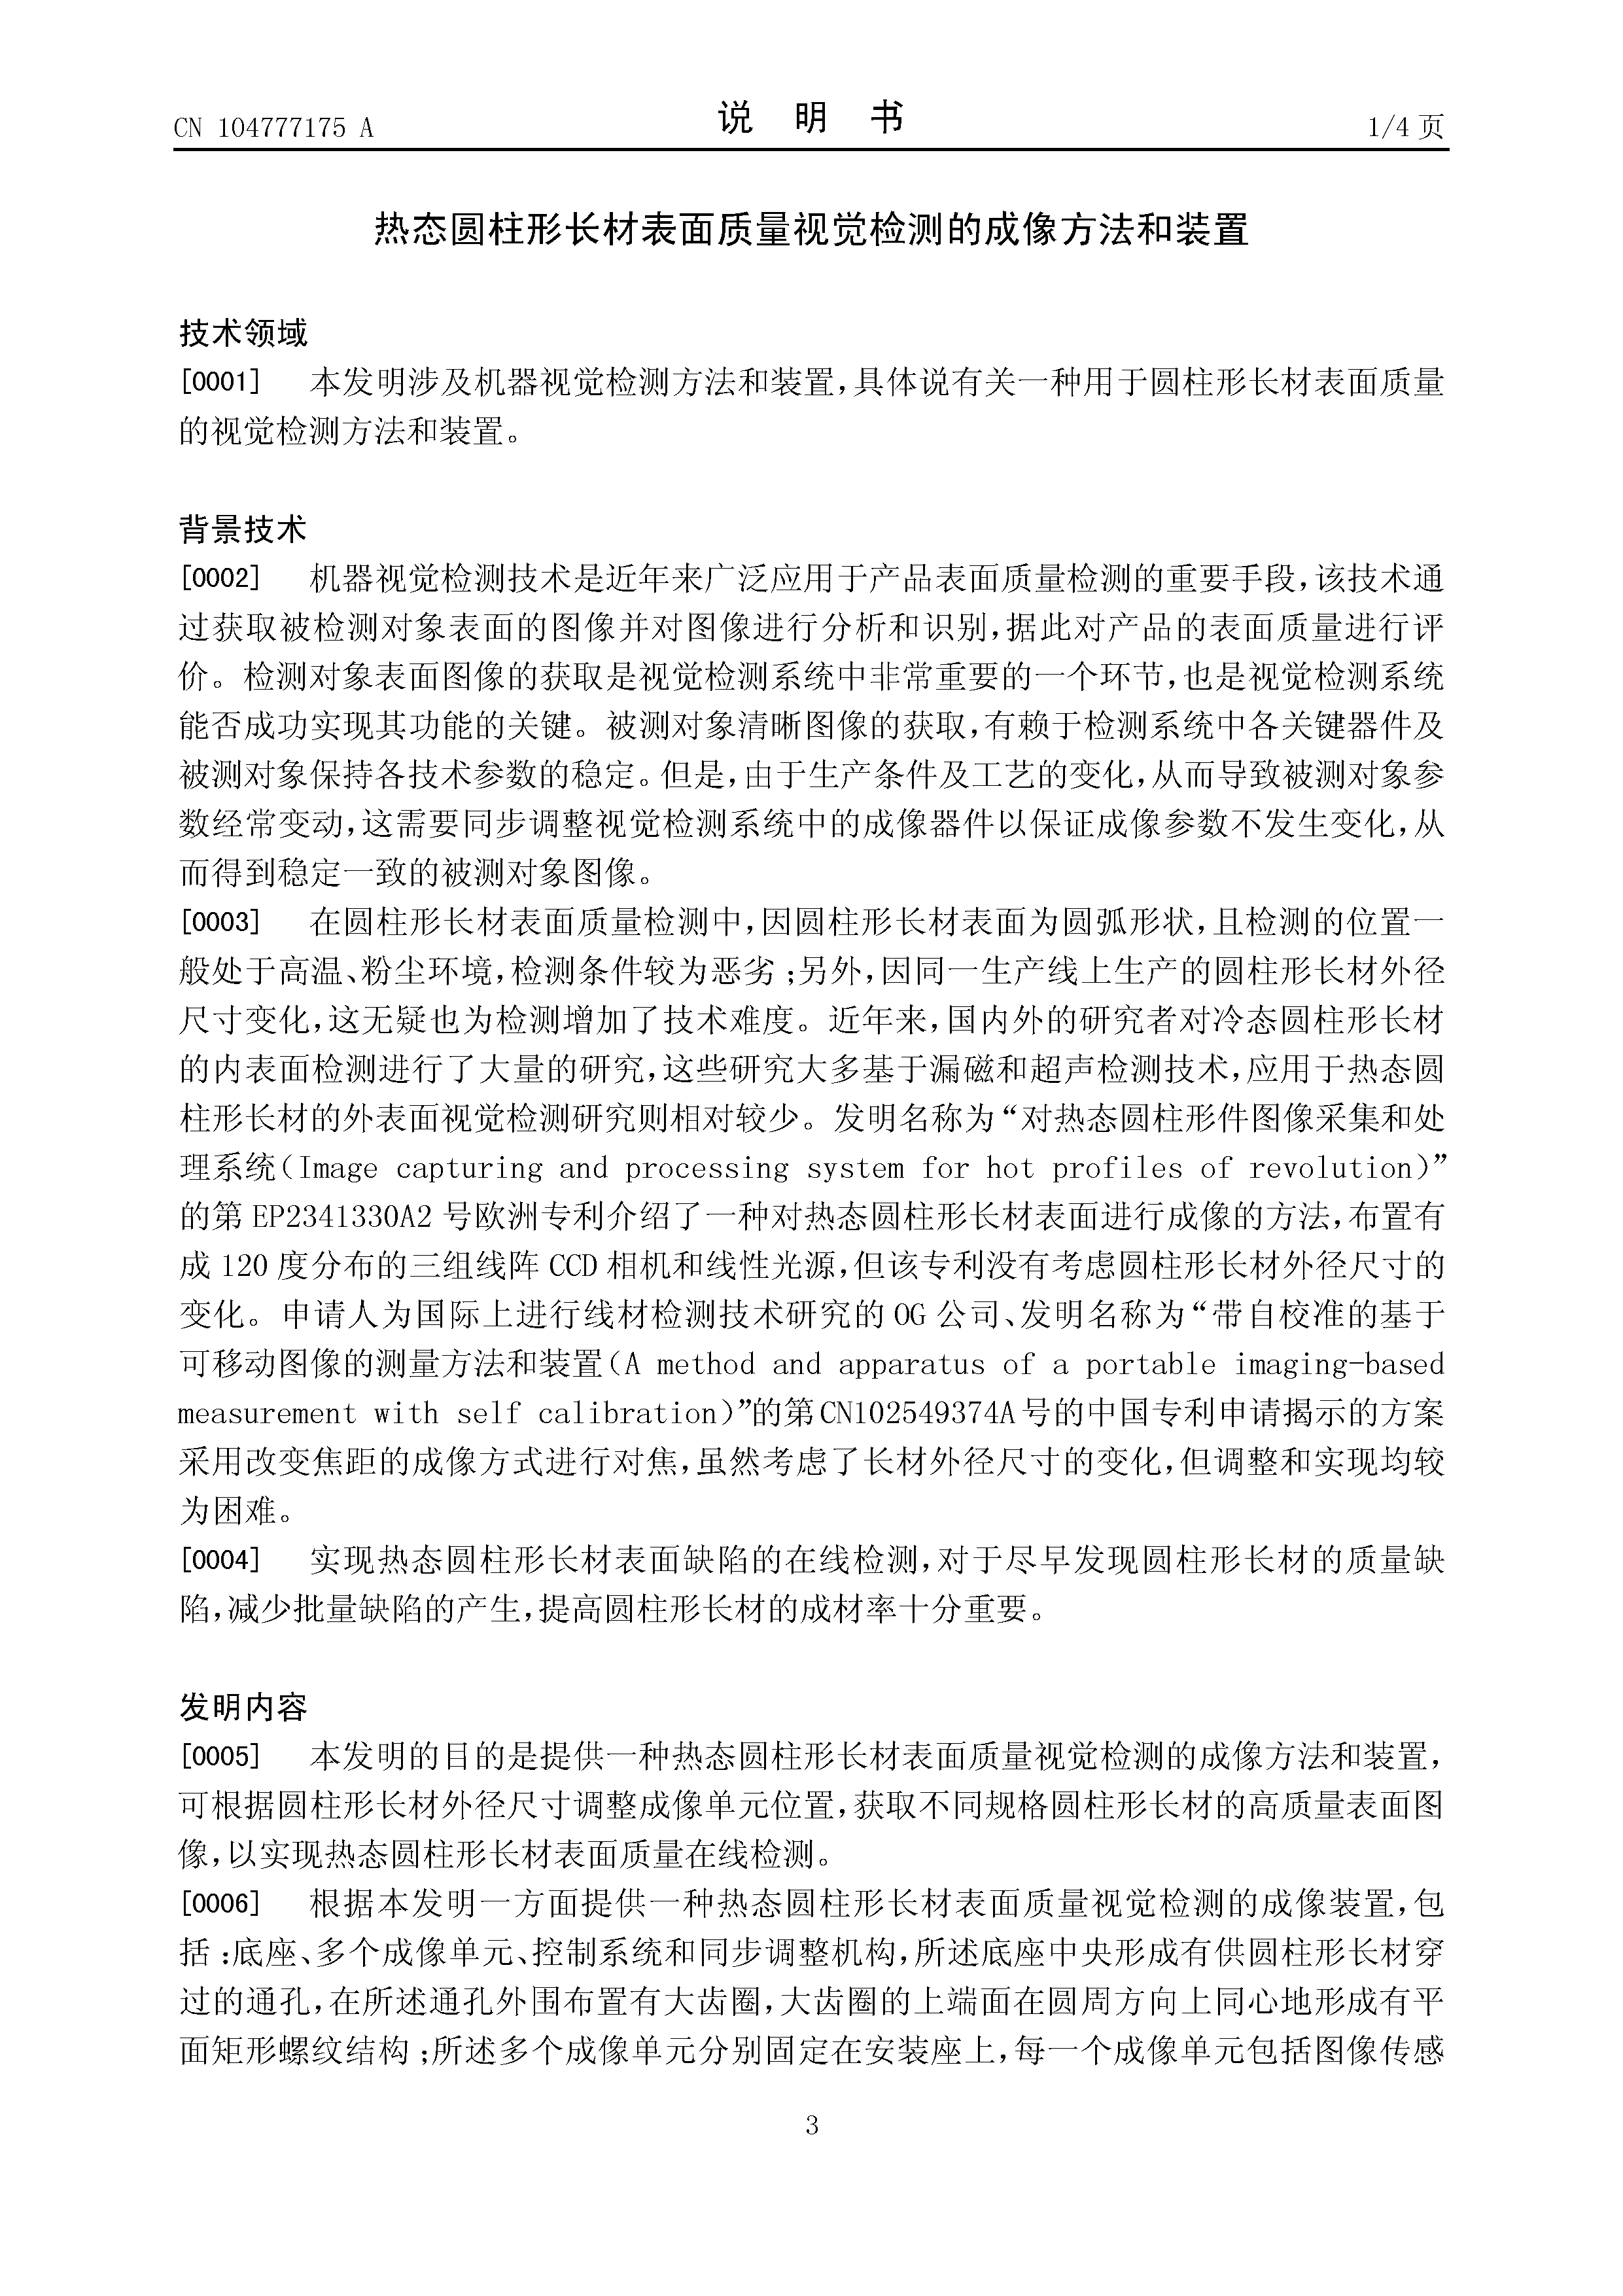 CN 104777175 A
说 明 书
1/4 页
热态圆柱形长材表面质量视觉检测的成像方法和装置
技术领域
[0001] 本发明涉及机器视觉检测方法和装置,具体说有关一种用于圆柱形长材表面质量
的视觉检测方法和装置。
背景技术
[0002] 机器视觉检测技术是近年来广泛应用于产品表面质量检测的重要手段,该技术通
过获取被检测对象表面的图像并对图像进行分析和识别,据此对产品的表面质量进行评
价。检测对象表面图像的获取是视觉检测系统中非常重要的一个环节,也是视觉检测系统
能否成功实现其功能的关键。被测对象清晰图像的获取,有赖于检测系统中各关键器件及
被测对象保持各技术参数的稳定。但是,由于生产条件及工艺的变化,从而导致被测对象参
数经常变动,这需要同步调整视觉检测系统中的成像器件以保证成像参数不发生变化,从
而得到稳定一致的被测对象图像。
[0003] 在圆柱形长材表面质量检测中,因圆柱形长材表面为圆弧形状,且检测的位置一
般处于高温、粉尘环境,检测条件较为恶劣;另外,因同一生产线上生产的圆柱形长材外径
尺寸变化,这无疑也为检测增加了技术难度。近年来,国内外的研究者对冷态圆柱形长材
的内表面检测进行了大量的研究,这些研究大多基于漏磁和超声检测技术,应用于热态圆
柱形长材的外表面视觉检测研究则相对较少。发明名称为“对热态圆柱形件图像采集和处
理系统(Image capturing and processing system for hot profiles of revolution)”
的第 EP2341330A2 号欧洲专利介绍了一种对热态圆柱形长材表面进行成像的方法,布置有
成 120 度分布的三组线阵 CCD 相机和线性光源,但该专利没有考虑圆柱形长材外径尺寸的
变化。申请人为国际上进行线材检测技术研究的 OG 公司、发明名称为“带自校准的基于
可移动图像的测量方法和装置(A method and apparatus of a portable imaging-based
measurement with self calibration)”的第CN102549374A号的中国专利申请揭示的方案
采用改变焦距的成像方式进行对焦,虽然考虑了长材外径尺寸的变化,但调整和实现均较
为困难。
[0004] 实现热态圆柱形长材表面缺陷的在线检测,对于尽早发现圆柱形长材的质量缺
陷,减少批量缺陷的产生,提高圆柱形长材的成材率十分重要。
发明内容
[0005] 本发明的目的是提供一种热态圆柱形长材表面质量视觉检测的成像方法和装置,
可根据圆柱形长材外径尺寸调整成像单元位置,获取不同规格圆柱形长材的高质量表面图
像,以实现热态圆柱形长材表面质量在线检测。
[0006] 根据本发明一方面提供一种热态圆柱形长材表面质量视觉检测的成像装置,包
括:底座、多个成像单元、控制系统和同步调整机构,所述底座中央形成有供圆柱形长材穿
过的通孔,在所述通孔外围布置有大齿圈,大齿圈的上端面在圆周方向上同心地形成有平
面矩形螺纹结构;所述多个成像单元分别固定在安装座上,每一个成像单元包括图像传感
3